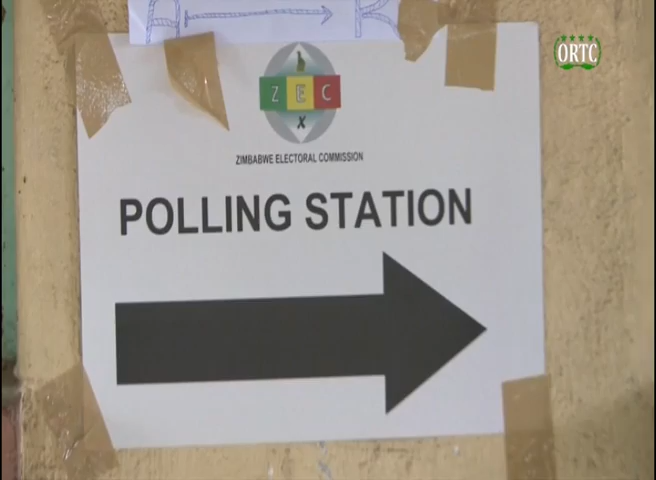 A → K
ORTC
Z E C
ZIMBABWE ELECTORAL COMMISSION
POLLING STATION